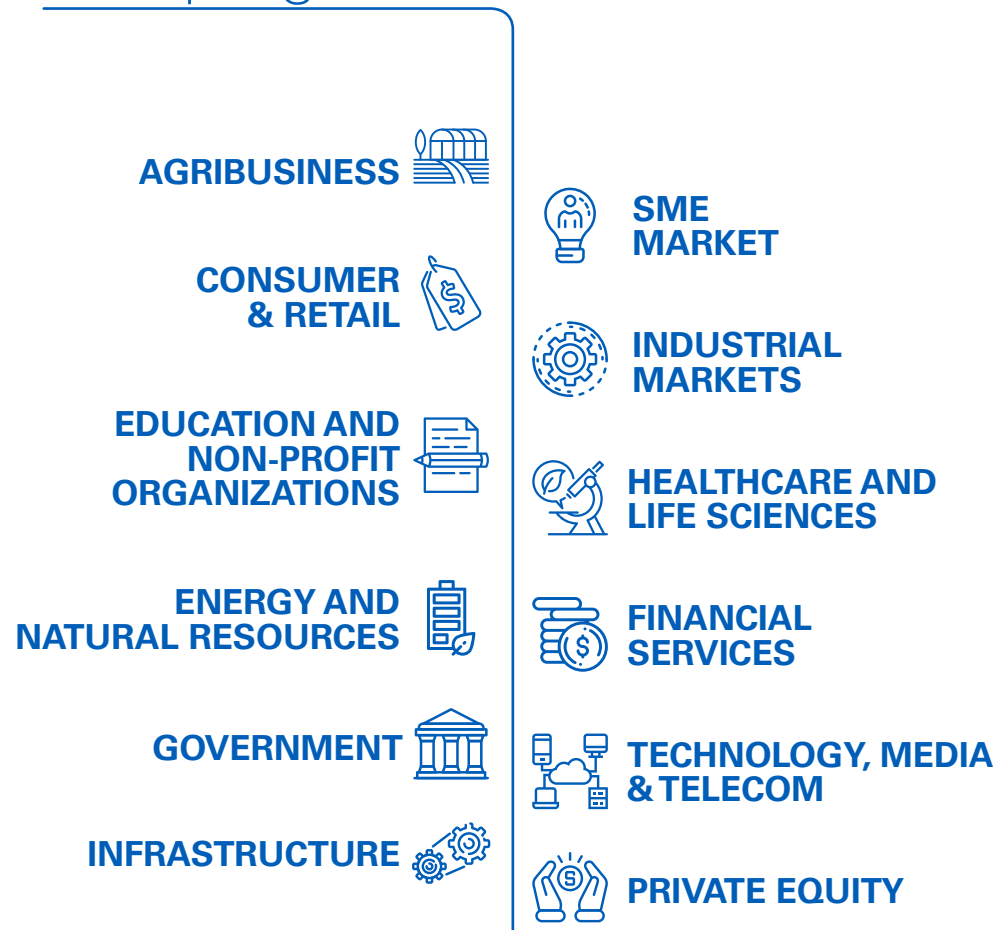 AGRIBUSINESS
CONSUMER
& RETAIL
EDUCATION AND
NON-PROFIT
ORGANIZATIONS
ENERGY AND
NATURAL RESOURCES
GOVERNMENT
INFRASTRUCTURE
SME
MARKET
INDUSTRIAL
MARKETS
HEALTHCARE AND
LIFE SCIENCES
FINANCIAL
SERVICES
TECHNOLOGY, MEDIA
& TELECOM
PRIVATE EQUITY